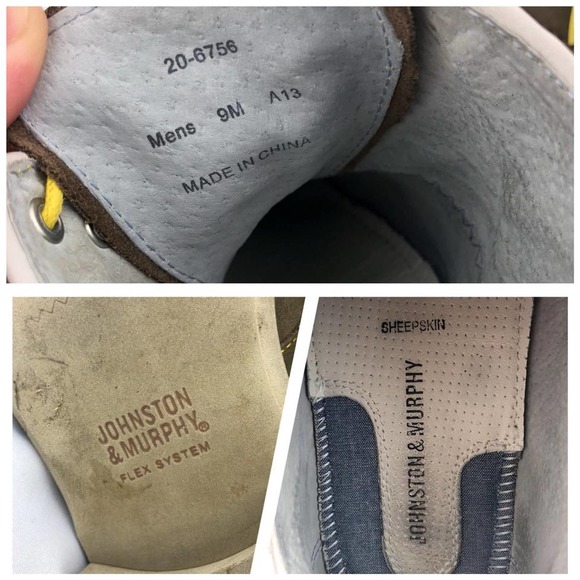 20-6756
Mens 9M A13
MADE IN CHINA
JOHNSTON
& MURPHY®
FLEX SYSTEM
SHEEPSKIN
JOHNSTON & MURPHY